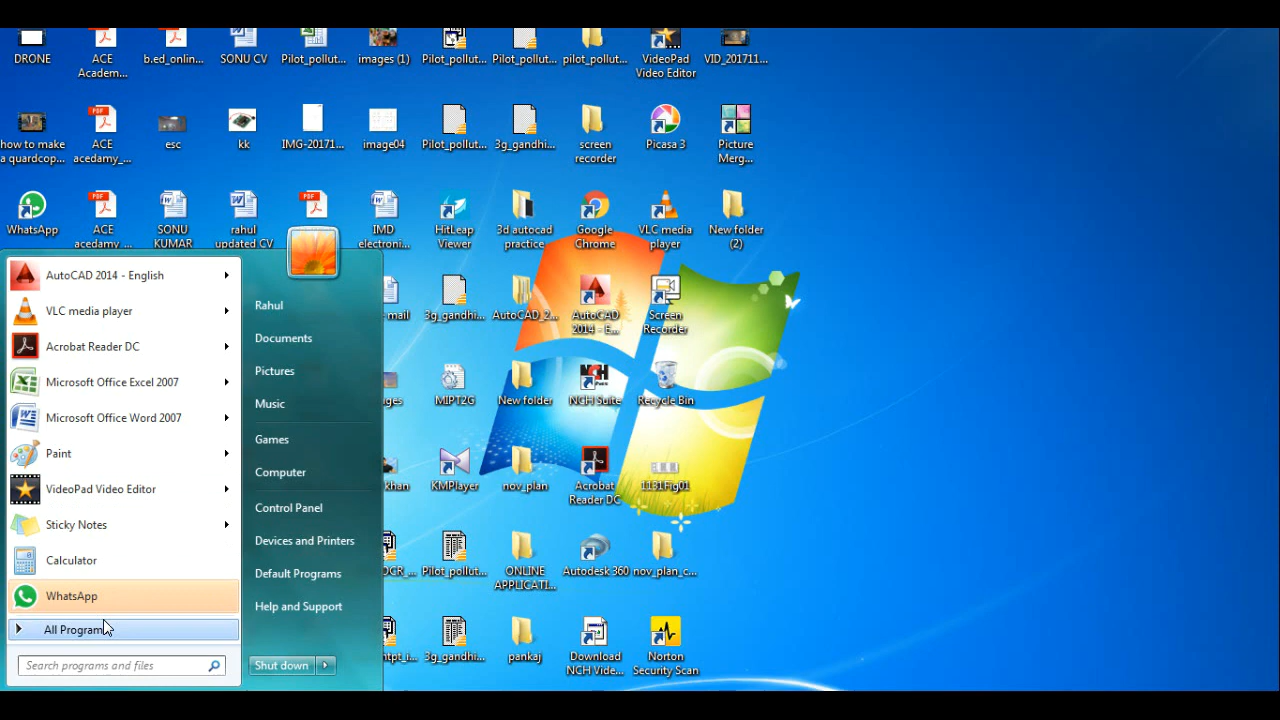 DRONE
ACE
Academ...
b.ed_onlin...
SONU CV
Pilot_pollut...
images (1)
Pilot_pollut...
Pilot_pollut...
pilot_pollut...
VideoPad
Video Editor
VID_201711...
how to make
a quardcop...
ACE
acedamy_...
esc
kk
IMG-20171...
image04
Pilot_pollut...
3g_gandhi...
screen
recorder
Picasa 3
Picture
Merg...
WhatsApp
ACE
acedamy_...
SONU
KUMAR
rahul
updated CV
IMD
electroni...
HitLeap
Viewer
3d autocad
practice
Google
Chrome
VLC media
player
New folder
(2)
mail
3g_gandhi...
AutoCAD_2...
AutoCAD
2014 - E...
Screen
Recorder
MIPT2G
New folder
NCH Suite
Recycle Bin
khan
KMPlayer
nov_plan
Acrobat
Reader DC
1131Fig01
Pilot_pollut...
ONLINE
APPLICATI...
Autodesk 360
nov_plan_c...
3g_gandhi...
pankaj
Download
NCH Vide...
Norton
Security Scan
AutoCAD 2014 - English
VLC media player
Acrobat Reader DC
Microsoft Office Excel 2007
Microsoft Office Word 2007
Paint
VideoPad Video Editor
Sticky Notes
Calculator
WhatsApp
All Programs
Search programs and files
Rahul
Documents
Pictures
Music
Games
Computer
Control Panel
Devices and Printers
Default Programs
Help and Support
Shut down